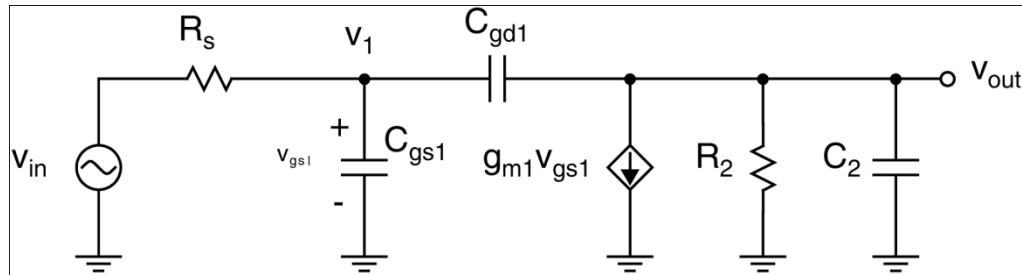 R_s
v_1
C_gd1
v_out
v_in
+
v_gs1
-
C_gs1
g_m1v_gs1
R_2
C_2